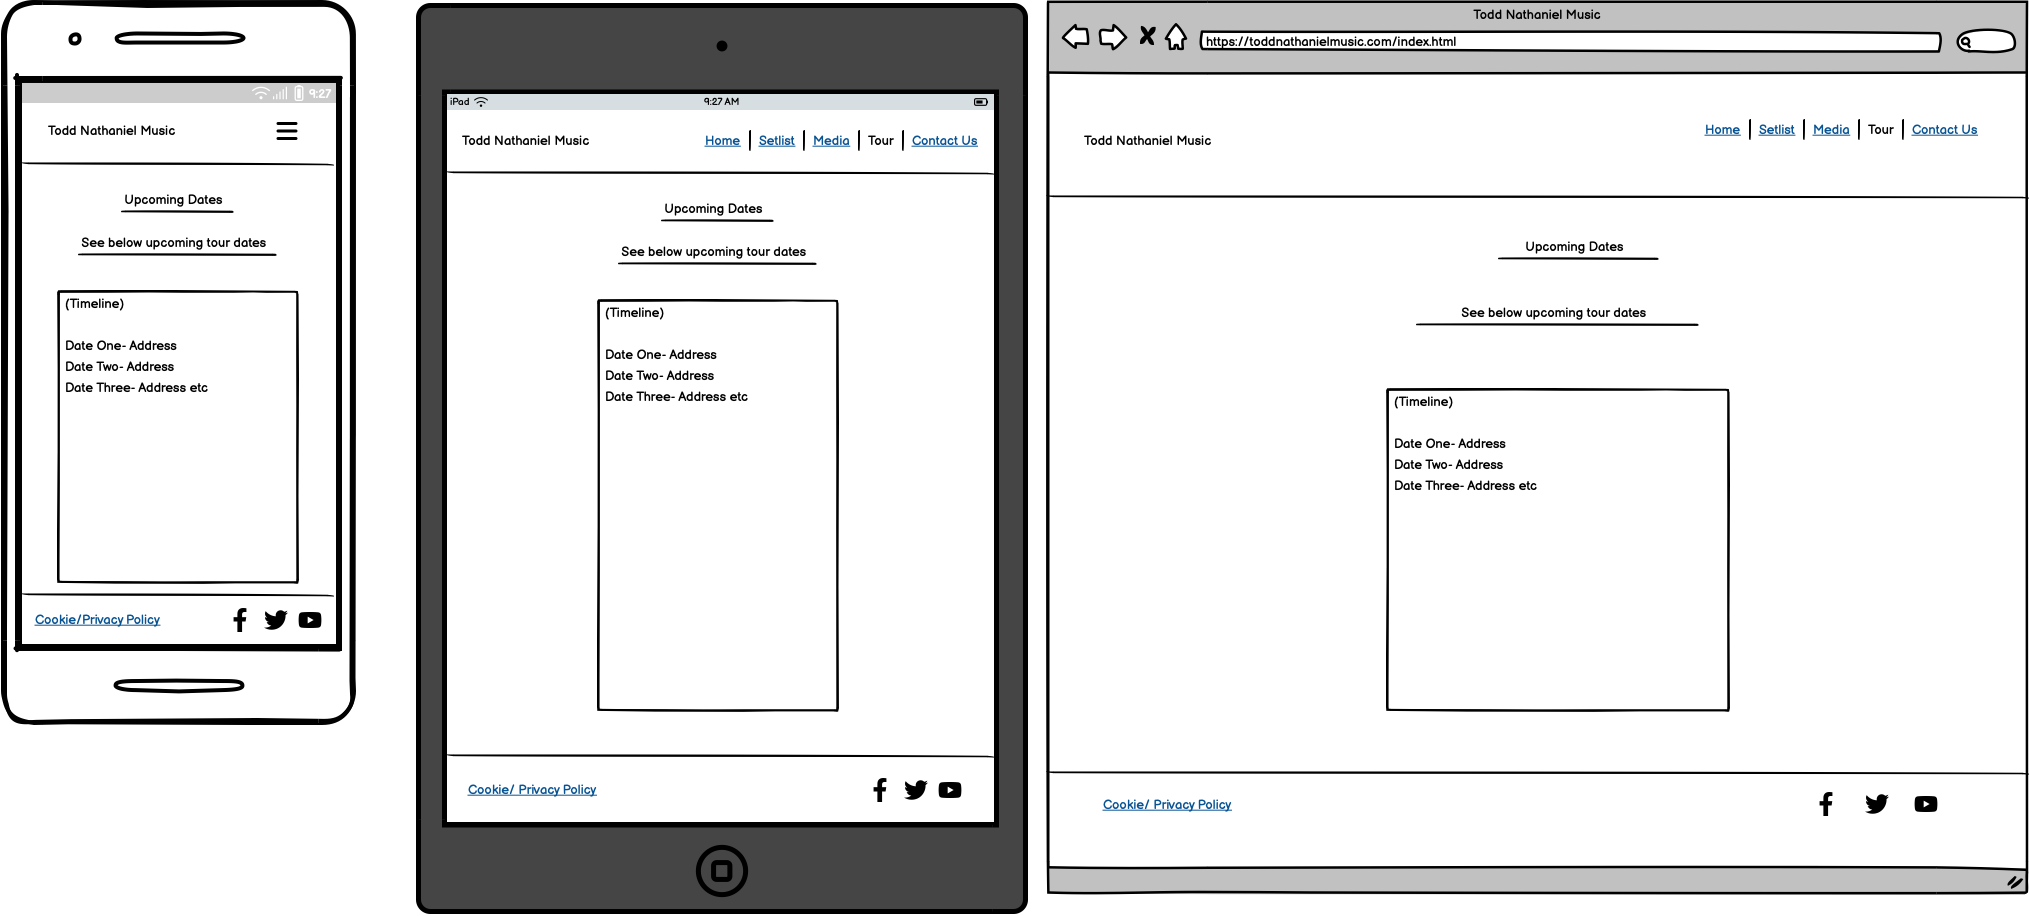 9:27
Todd Nathaniel Music
Upcoming Dates
See below upcoming tour dates
(Timeline)
Date One- Address
Date Two- Address
Date Three- Address etc
Cookie/Privacy Policy
iPad 9:27 AM
Todd Nathaniel Music Home Setlist Media Tour Contact Us
Upcoming Dates
See below upcoming tour dates
(Timeline)
Date One- Address
Date Two- Address
Date Three- Address etc
Cookie/ Privacy Policy
Todd Nathaniel Music
https://toddnathanielmusic.com/index.html
Home Setlist Media Tour Contact Us
Todd Nathaniel Music
Upcoming Dates
See below upcoming tour dates
(Timeline)
Date One- Address
Date Two- Address
Date Three- Address etc
Cookie/ Privacy Policy